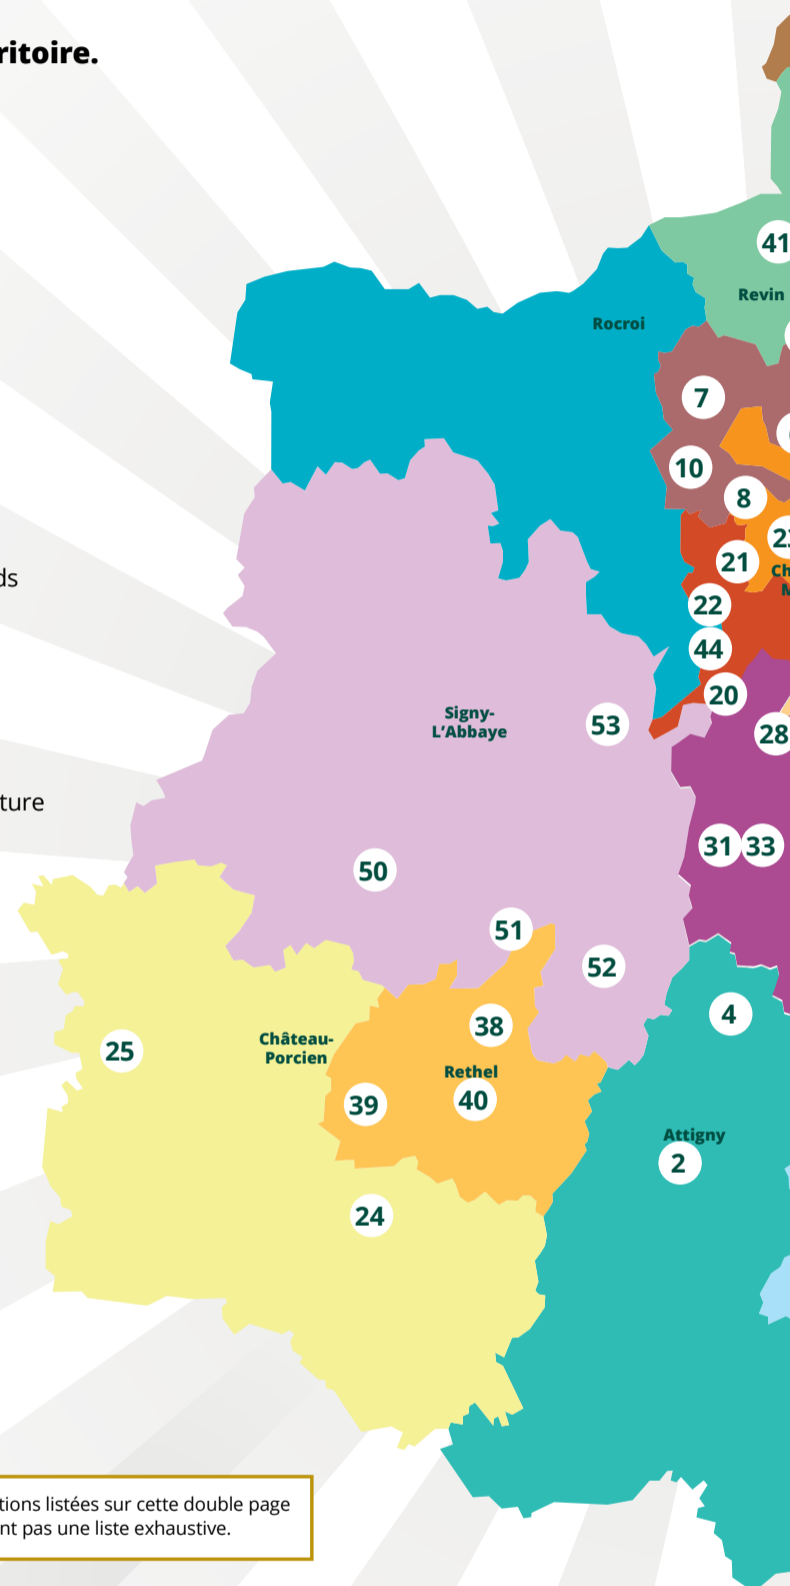 ritoire.
41
Revin
Rocroi
7
10
8
23
Ch
M
21
ds
22
44
20
Signy-
L'Abbaye
53
28
ture
31 33
50
51
52
4
38
Château-
Porcien
25
Rethel
40
39
Attigny
2
24
tions listées sur cette double page
nt pas une liste exhaustive.